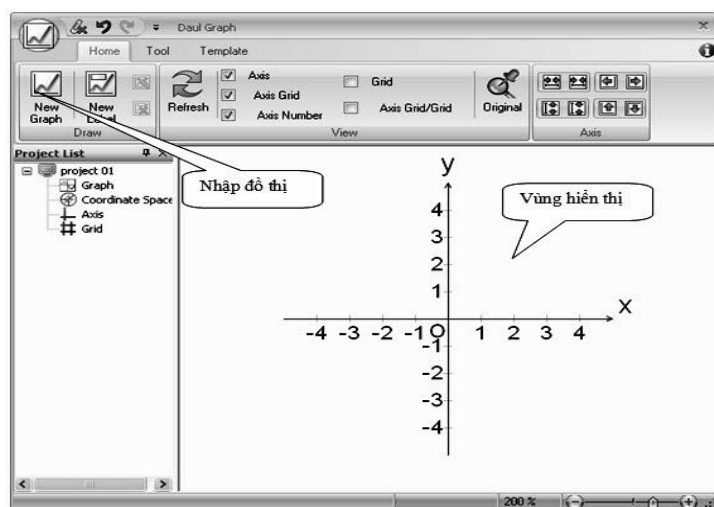 Daul Graph
Home Tool Template
New Graph
New Label
Draw
Refresh
Axis
Axis Grid
Axis Number
Grid
Axis Grid/Grid
Original
View
Axis
Project List
project 01
Graph
Coordinate Space
Axis
Grid
Nhập đồ thị
Vùng hiển thị
y
4
3
2
1
-4 -3 -2 -1 O 1 2 3 4 x
-1
-2
-3
-4
200 %